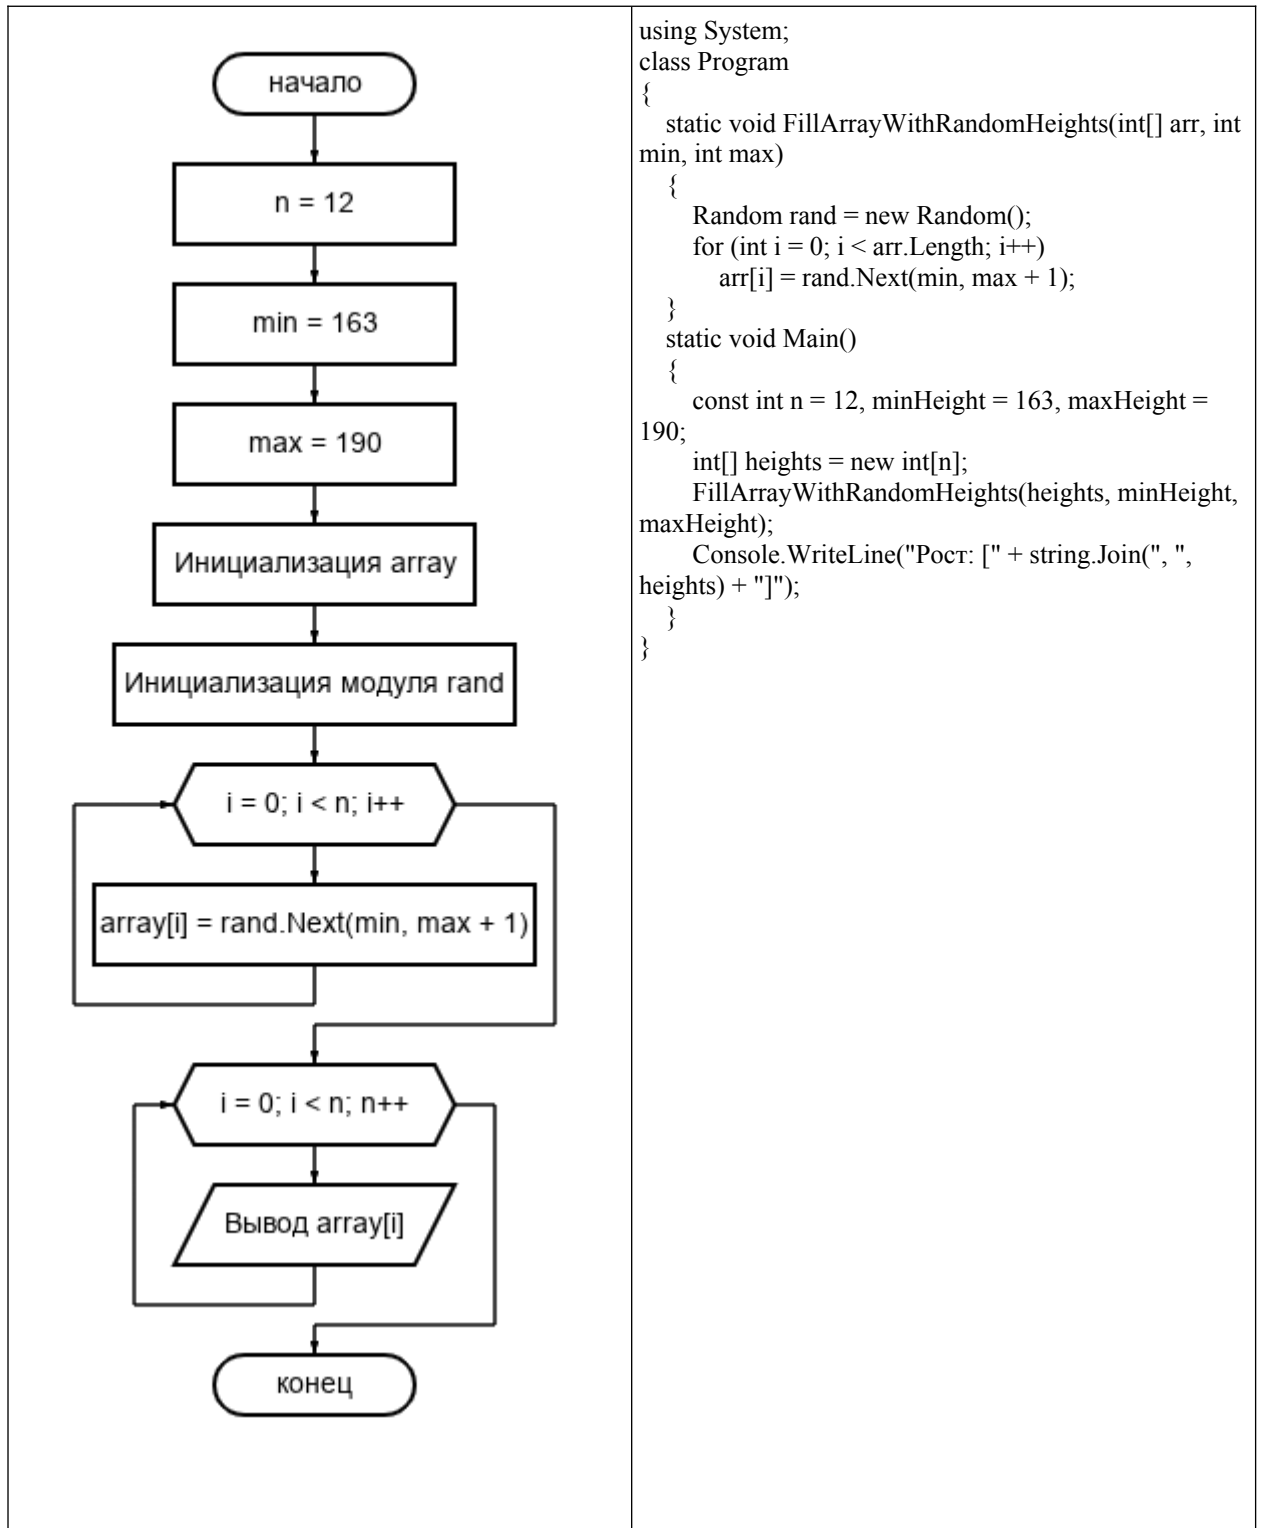 начало
n = 12
min = 163
max = 190
Инициализация array
Инициализация модуля rand
i = 0; i < n; i++
array[i] = rand.Next(min, max + 1)
i = 0; i < n; n++
Вывод array[i]
конец
using System;
class Program
{
static void FillArrayWithRandomHeights(int[] arr, int
min, int max)
{
Random rand = new Random();
for (int i = 0; i < arr.Length; i++)
arr[i] = rand.Next(min, max + 1);
}
static void Main()
{
const int n = 12, minHeight = 163, maxHeight =
190;
int[] heights = new int[n];
FillArrayWithRandomHeights(heights, minHeight,
maxHeight);
Console.WriteLine("Рост: [" + string.Join(", ",
heights) + "]");
}
}